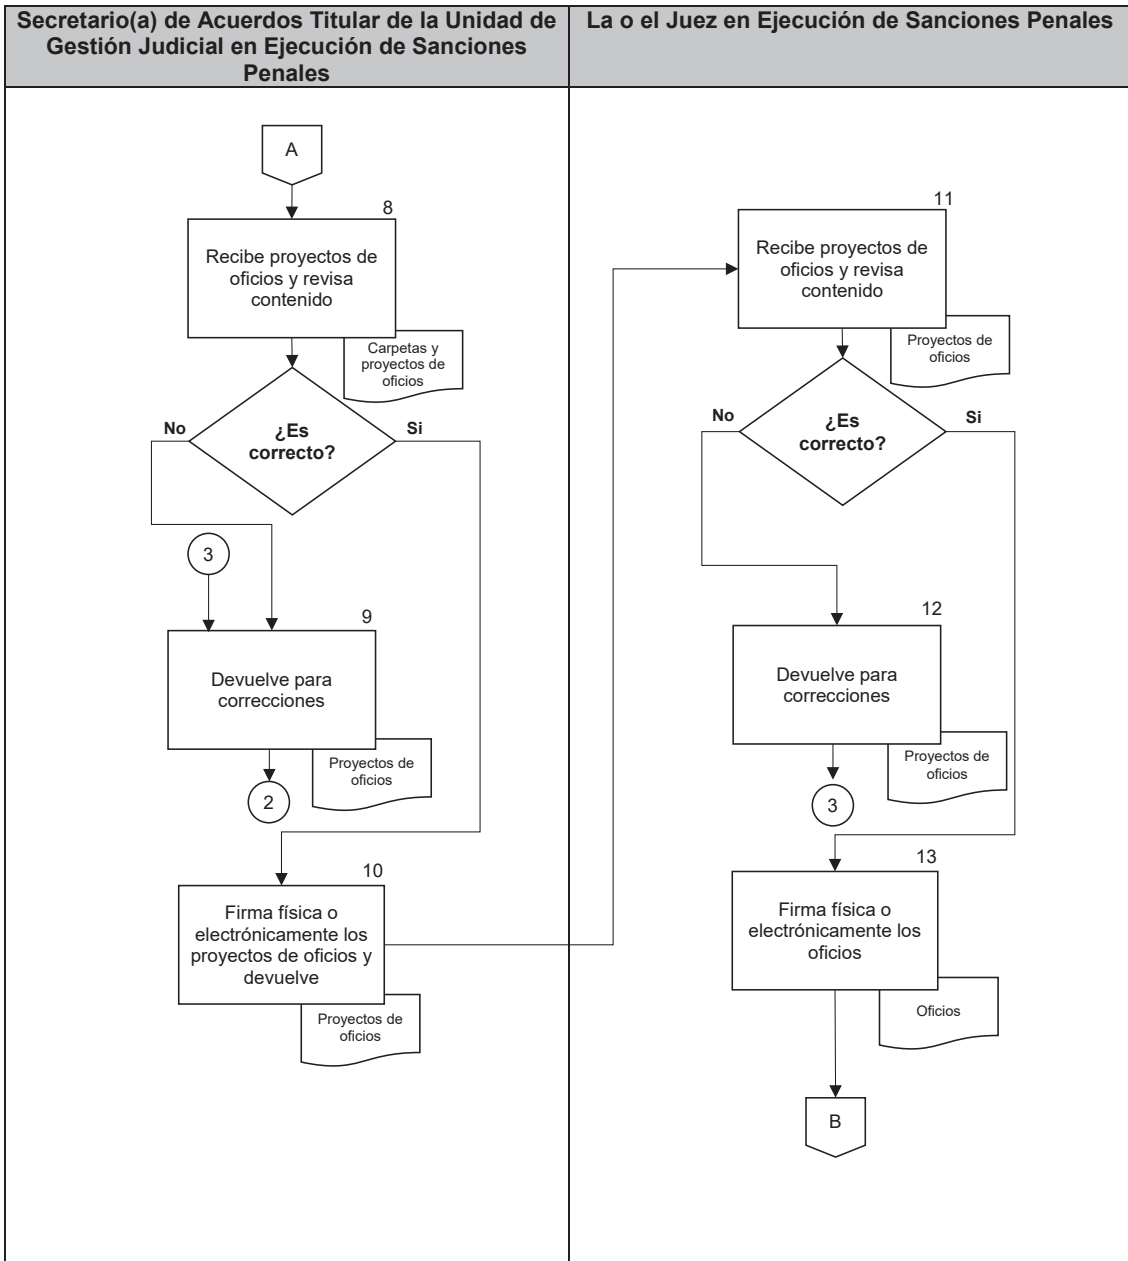 Secretario(a) de Acuerdos Titular de la Unidad de
Gestión Judicial en Ejecución de Sanciones
Penales
La o el Juez en Ejecución de Sanciones Penales
A
8
Recibe proyectos de
oficios y revisa
contenido
Carpetas y
proyectos de
oficios
No
¿Es
correcto?
Si
3
9
Devuelve para
correcciones
Proyectos de
oficios
2
10
Firma física o
electrónicamente los
proyectos de oficios y
devuelve
Proyectos de
oficios
11
Recibe proyectos de
oficios y revisa
contenido
Proyectos de
oficios
No
¿Es
correcto?
Si
12
Devuelve para
correcciones
Proyectos de
oficios
3
13
Firma física o
electrónicamente los
oficios
Oficios
B